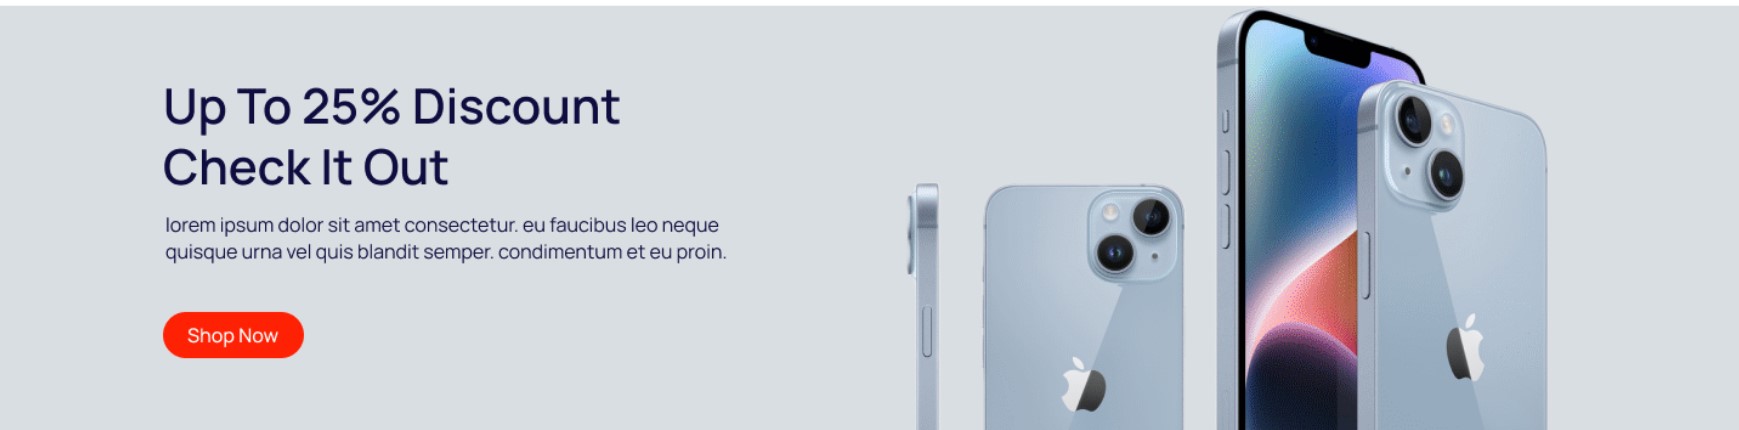 Up To 25% Discount
Check It Out
lorem ipsum dolor sit amet consectetur. eu faucibus leo neque
quisque urna vel quis blandit semper. condimentum et eu proin.
Shop Now